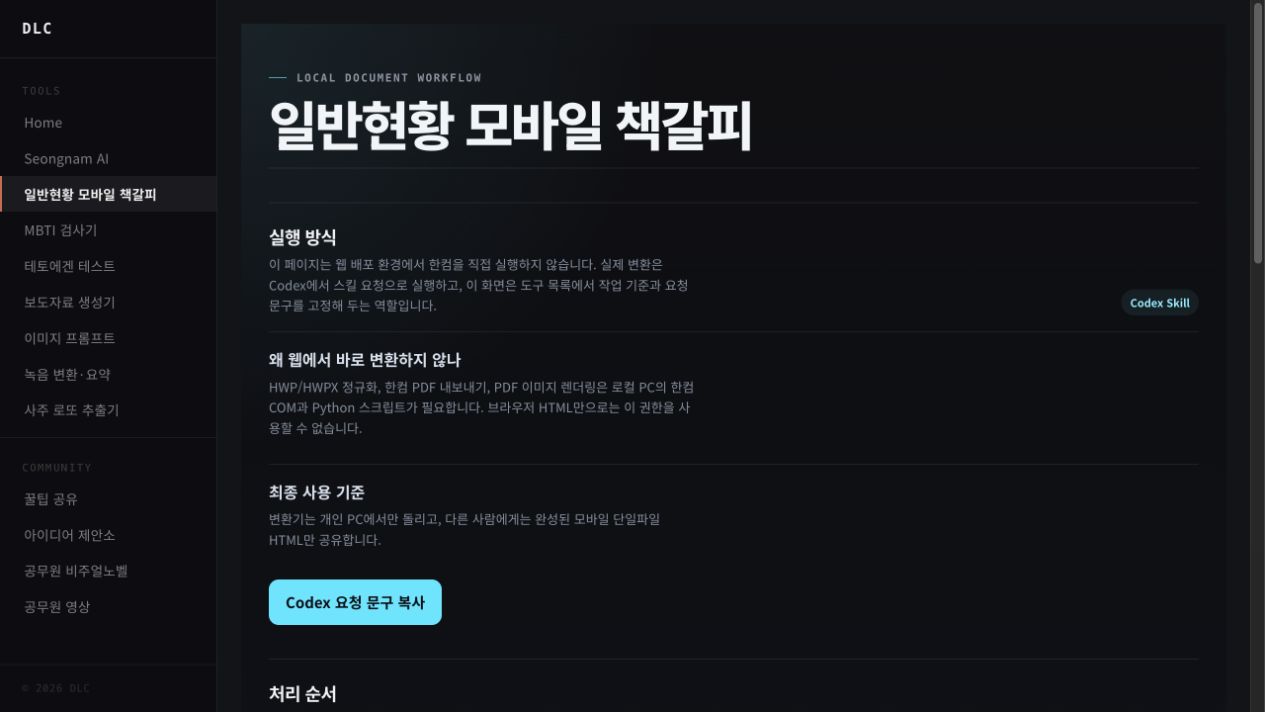 DLC
TOOLS
Home
Seongnam AI
일반현황 모바일 책갈피
MBTI 검사기
테토에겐 테스트
보도자료 생성기
이미지 프롬프트
녹음 변환·요약
사주 로또 추출기
COMMUNITY
꿀팁 공유
아이디어 제안소
공무원 비주얼노벨
공무원 영상
© 2026 DLC
LOCAL DOCUMENT WORKFLOW
일반현황 모바일 책갈피
실행 방식
이 페이지는 웹 배포 환경에서 한컴을 직접 실행하지 않습니다. 실제 변환은
Codex에서 스킬 요청으로 실행하고, 이 화면은 도구 목록에서 작업 기준과 요청
문구를 고정해 두는 역할입니다.
Codex Skill
왜 웹에서 바로 변환하지 않나
HWP/HWPX 정규화, 한컴 PDF 내보내기, PDF 이미지 렌더링은 로컬 PC의 한컴
COM과 Python 스크립트가 필요합니다. 브라우저 HTML만으로는 이 권한을 사
용할 수 없습니다.
최종 사용 기준
변환기는 개인 PC에서만 돌리고, 다른 사람에게는 완성된 모바일 단일파일
HTML만 공유합니다.
Codex 요청 문구 복사
처리 순서